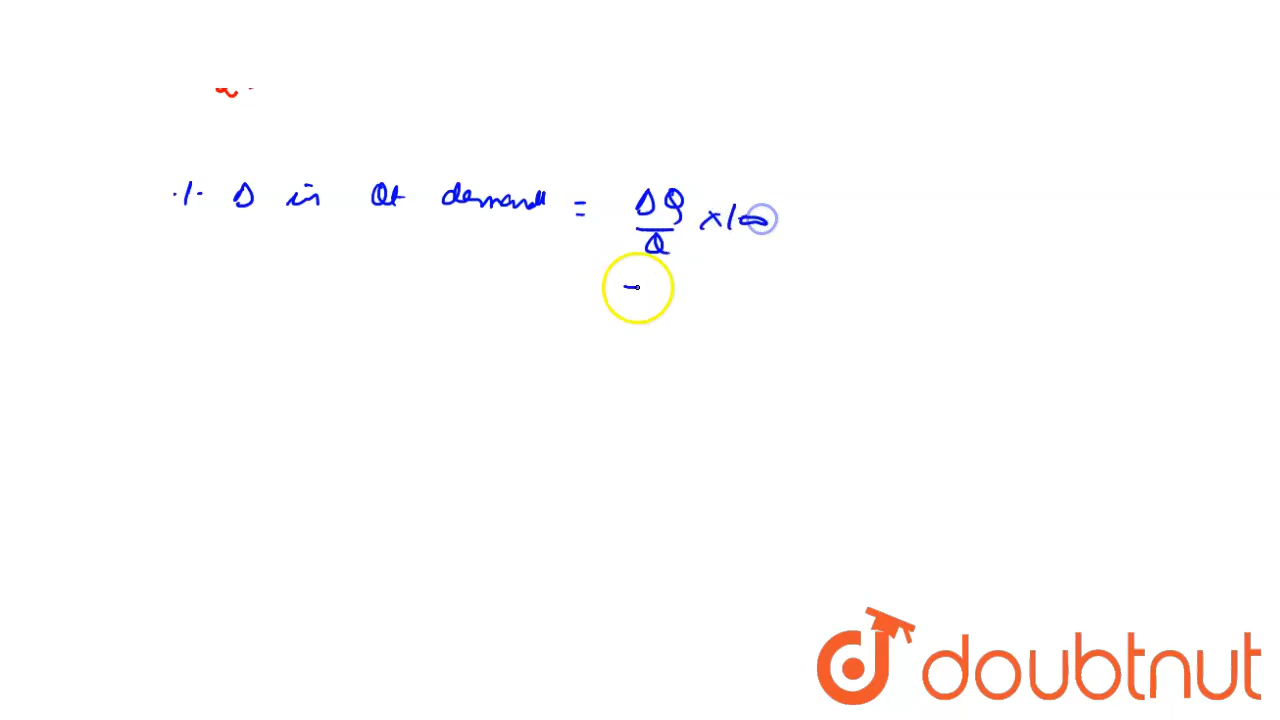 % Δ in Qt demand = ΔQ/Q ×100
doubtnut